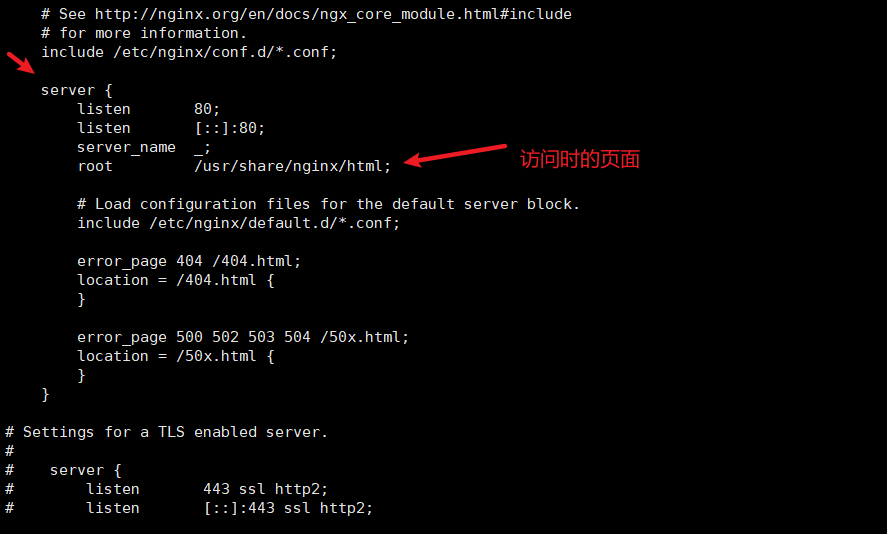 # See http://nginx.org/en/docs/ngx_core_module.html#include
    # for more information.
    include /etc/nginx/conf.d/*.conf;

    server {
        listen       80;
        listen       [::]:80;
        server_name  _;
        root         /usr/share/nginx/html;
访问时的页面

        # Load configuration files for the default server block.
        include /etc/nginx/default.d/*.conf;

        error_page 404 /404.html;
        location = /404.html {
        }

        error_page 500 502 503 504 /50x.html;
        location = /50x.html {
        }
    }

# Settings for a TLS enabled server.
#
#    server {
#        listen       443 ssl http2;
#        listen       [::]:443 ssl http2;